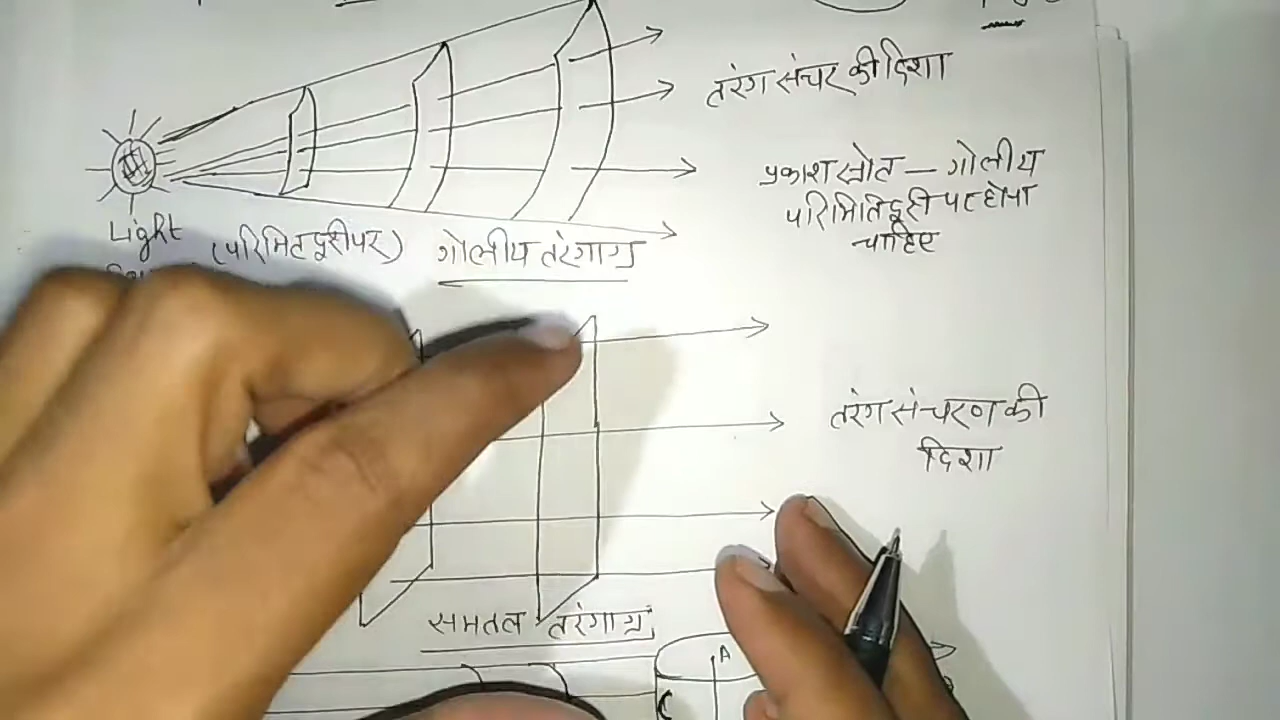 तरंग संचर की दिशा
प्रकाश स्रोत — गोलीय
परिमित दूरी पर होना
चाहिए
Light
(परिमित दूरी पर) गोलीय तरंगाग्र
तरंग संचरण की
दिशा
समतल तरंगाग्र
A